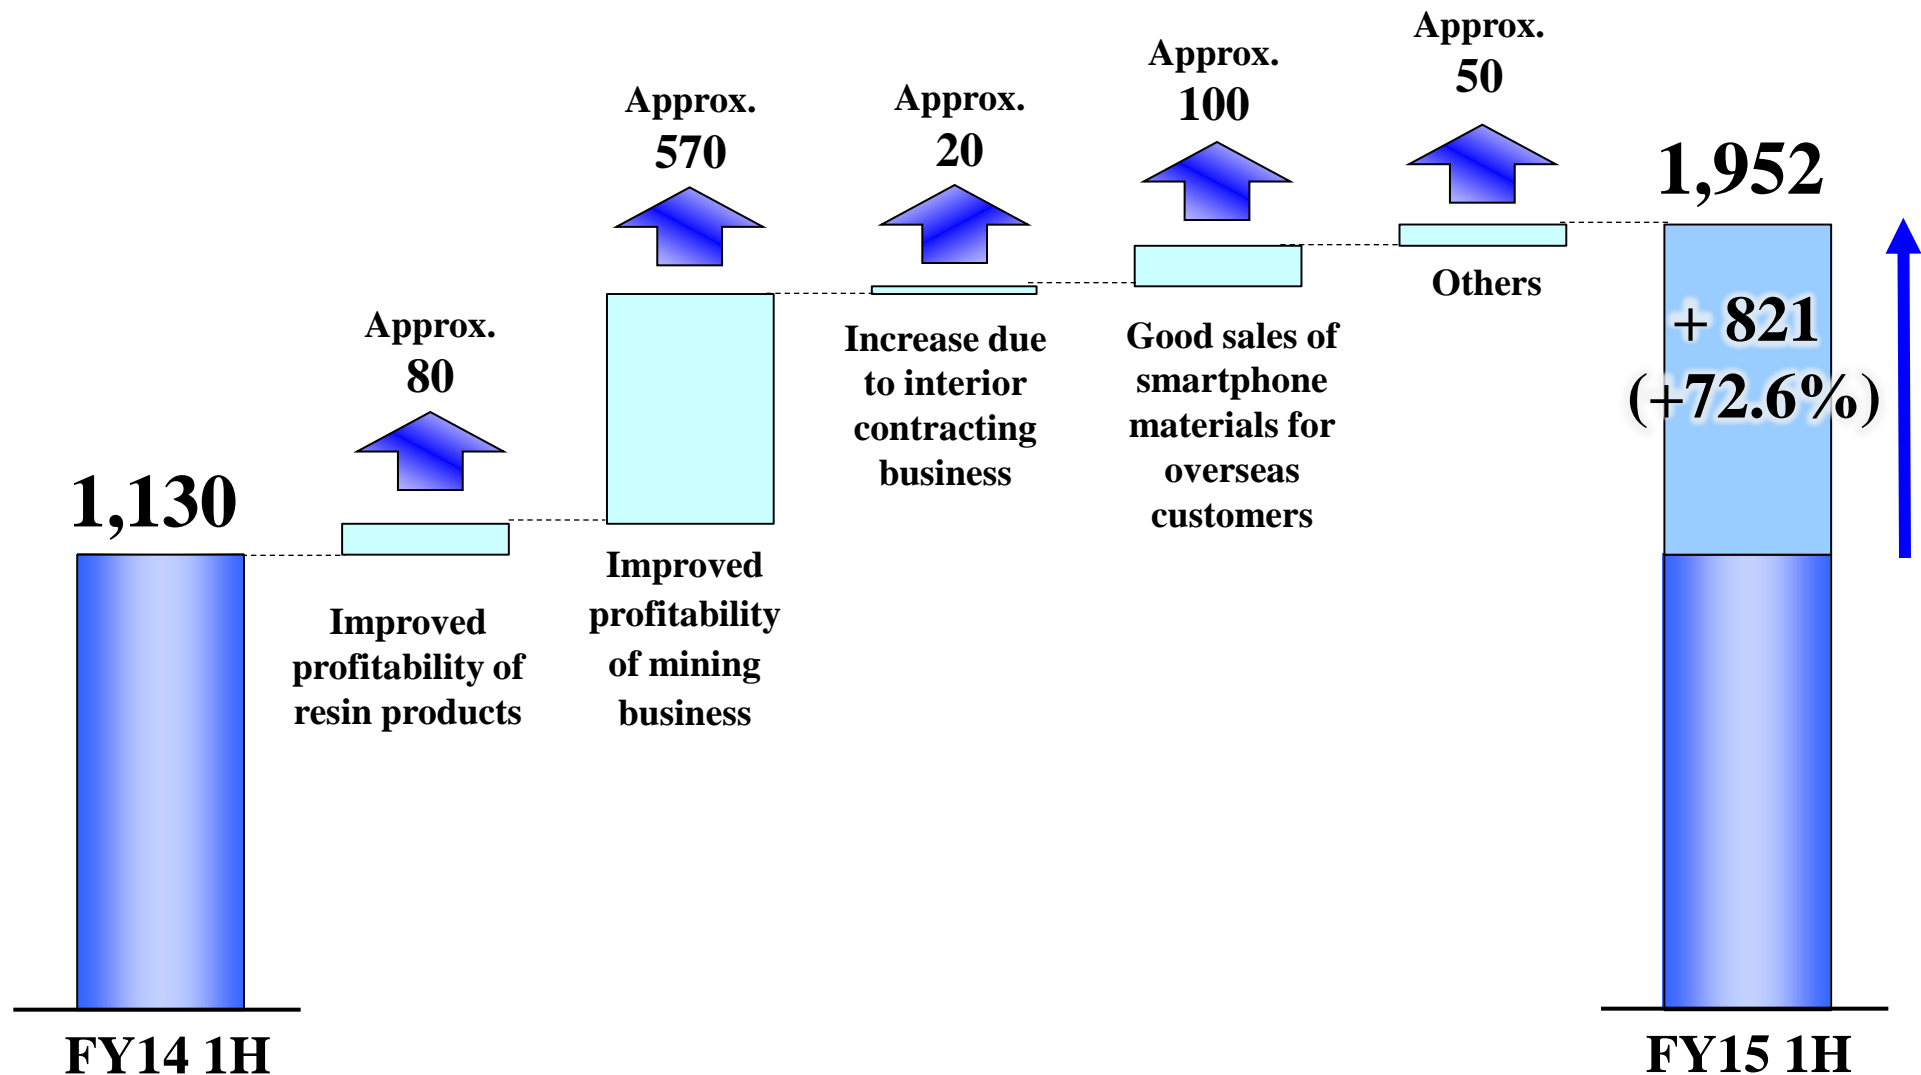 1,130
FY14 1H
Approx.
80
Improved
profitability of
resin products
Approx.
570
Improved
profitability
of mining
business
Approx.
20
Increase due
to interior
contracting
business
Approx.
100
Good sales of
smartphone
materials for
overseas
customers
Approx.
50
Others
1,952
+ 821
(+72.6%)
FY15 1H